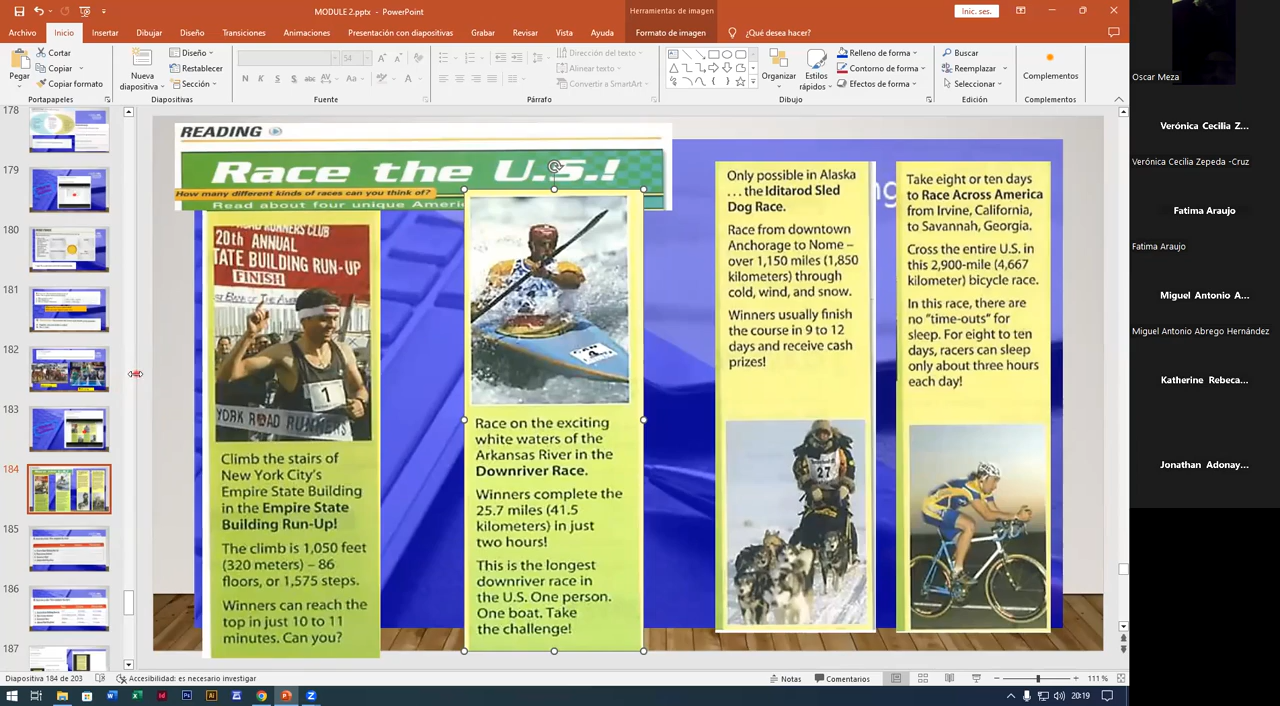 MODULE 2.pptx - PowerPoint
Herramientas de imagen
Inic. ses.
Archivo
Inicio
Insertar
Dibujar
Diseño
Transiciones
Animaciones
Presentación con diapositivas
Grabar
Revisar
Vista
Ayuda
Formato de imagen
¿Qué desea hacer?
Pegar
Cortar
Copiar
Copiar formato
Portapapeles
Nueva
diapositiva
Diseño
Restablecer
Sección
Diapositivas
Fuente
Dirección del texto
Alinear texto
Convertir a SmartArt
Párrafo
Organizar
Estilos
rápidos
Relleno de forma
Contorno de forma
Efectos de forma
Dibujo
Buscar
Reemplazar
Seleccionar
Edición
Complementos
Complementos
178
179
180
181
182
183
184
185
186
187
READING
Race the U.S.!
How many different kinds of races can you think of?
Read about four unique Ameri
20th ANNUAL
TATE BUILDING RUN-UP
FINISH
1
YORK ROAD RUNNERS
Climb the stairs of
New York City's
Empire State Building
in the Empire State
Building Run-Up!
The climb is 1,050 feet
(320 meters) – 86
floors, or 1,575 steps.
Winners can reach the
top in just 10 to 11
minutes. Can you?
Race on the exciting
white waters of the
Arkansas River in the
Downriver Race.
Winners complete the
25.7 miles (41.5
kilometers) in just
two hours!
This is the longest
downriver race in
the U.S. One person.
One boat. Take
the challenge!
Only possible in Alaska
. . . the Iditarod Sled
Dog Race.
Race from downtown
Anchorage to Nome –
over 1,150 miles (1,850
kilometers) through
cold, wind, and snow.
Winners usually finish
the course in 9 to 12
days and receive cash
prizes!
Take eight or ten days
to Race Across America
from Irvine, California,
to Savannah, Georgia.
Cross the entire U.S. in
this 2,900-mile (4,667
kilometer) bicycle race.
In this race, there are
no "time-outs" for
sleep. For eight to ten
days, racers can sleep
only about three hours
each day!
Oscar Meza
Verónica Cecilia Z...
Verónica Cecilia Zepeda -Cruz
Fatima Araujo
Fatima Araujo
Miguel Antonio A...
Miguel Antonio Abrego Hernández
Katherine Rebeca...
Jonathan Adonay...
Diapositiva 184 de 203
Accesibilidad: es necesario investigar
Notas
Comentarios
111 %
20:19